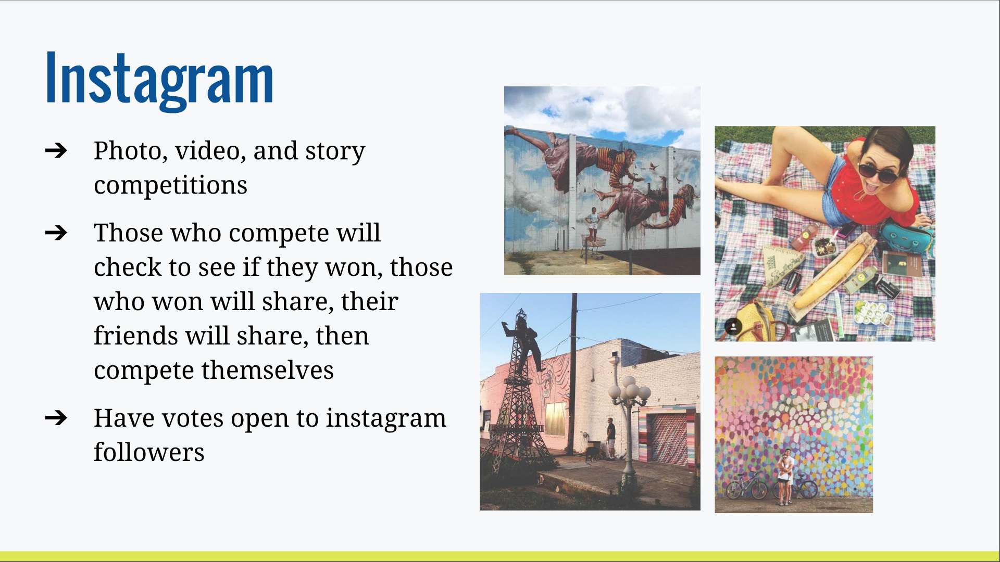 Instagram
➔ Photo, video, and story
competitions
➔ Those who compete will
check to see if they won, those
who won will share, their
friends will share, then
compete themselves
➔ Have votes open to instagram
followers